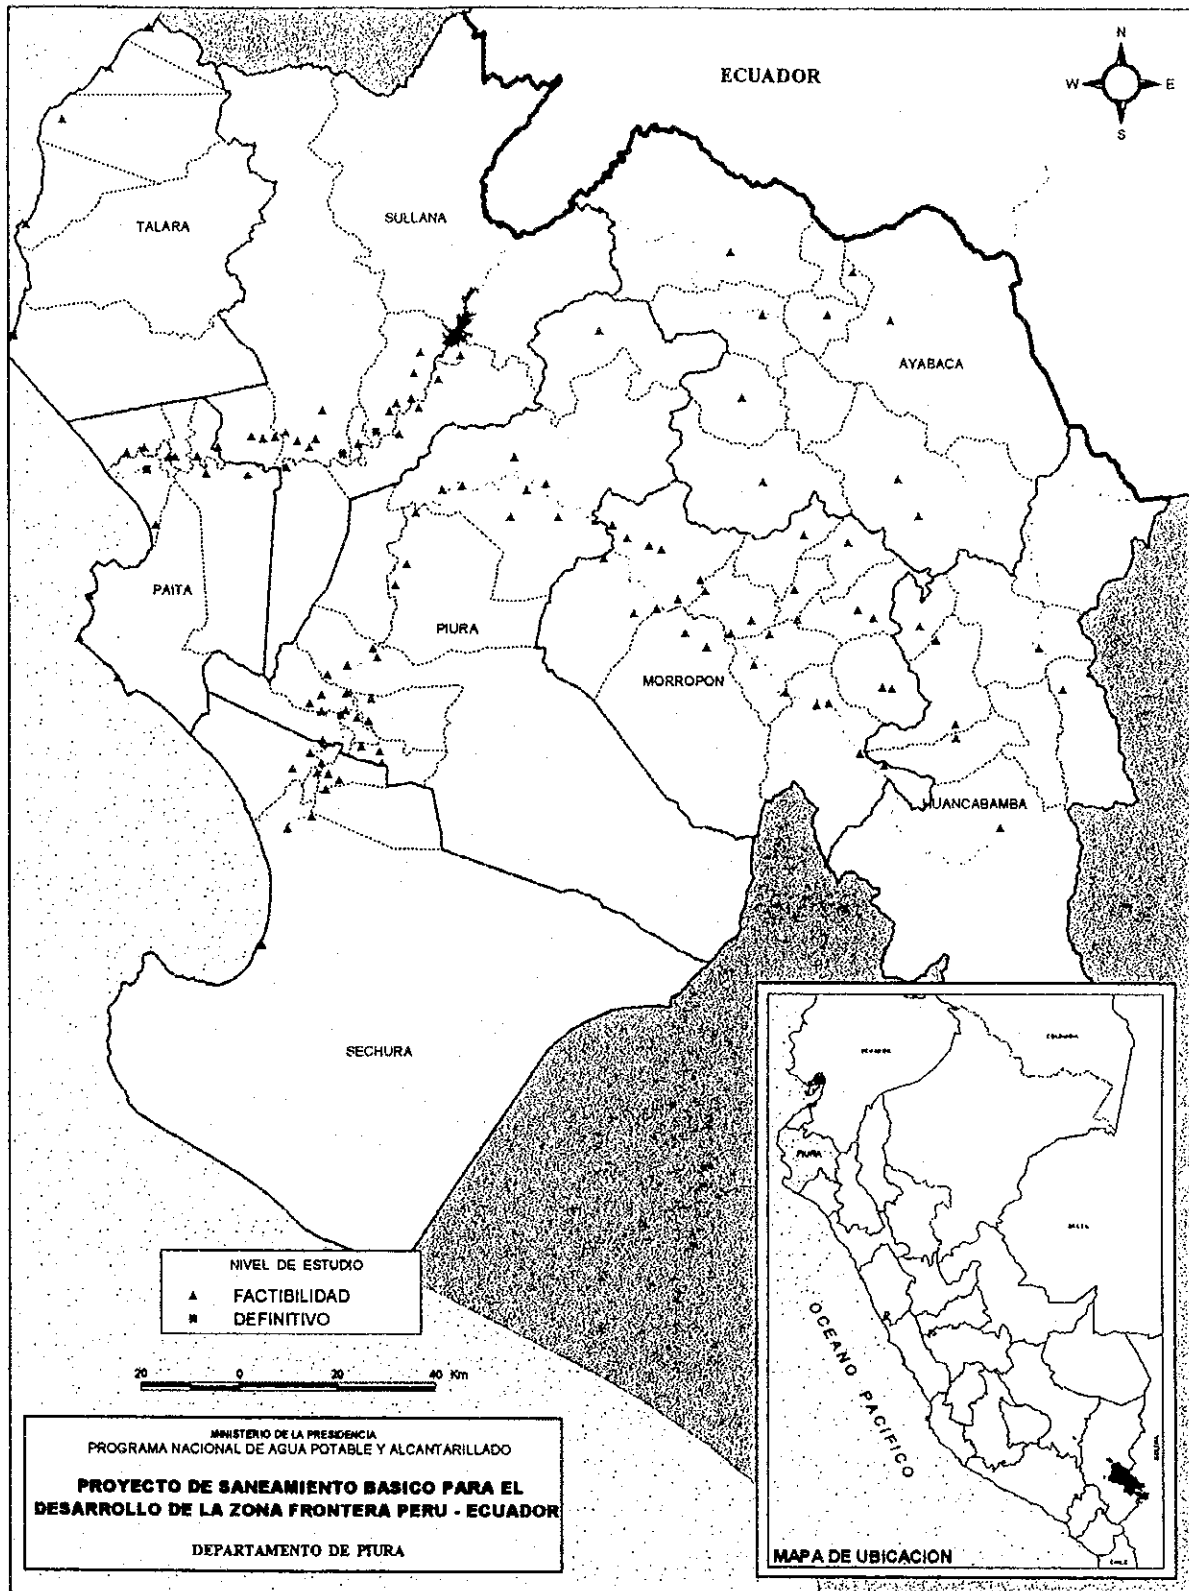 N
W
E
S
ECUADOR
TALARA
SULLANA
AYABACA
PAITA
PIURA
MORROPON
HUANCABAMBA
SECHURA
NIVEL DE ESTUDIO
FACTIBILIDAD
DEFINITIVO
20 0 20 40 Km
MINISTERIO DE LA PRESIDENCIA
PROGRAMA NACIONAL DE AGUA POTABLE Y ALCANTARILLADO
PROYECTO DE SANEAMIENTO BASICO PARA EL
DESARROLLO DE LA ZONA FRONTERA PERU - ECUADOR
DEPARTAMENTO DE PIURA
COLOMBIA
PIURA
OCEANO PACIFICO
CHILE
MAPA DE UBICACION